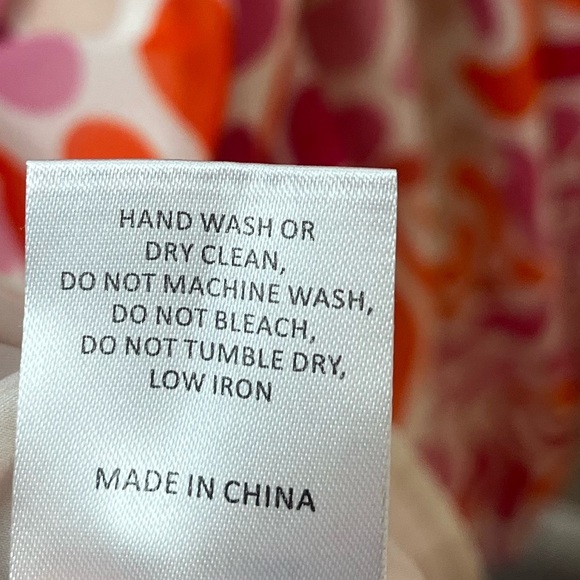 HAND WASH OR
DRY CLEAN,
DO NOT MACHINE WASH,
DO NOT BLEACH,
DO NOT TUMBLE DRY,
LOW IRON
MADE IN CHINA